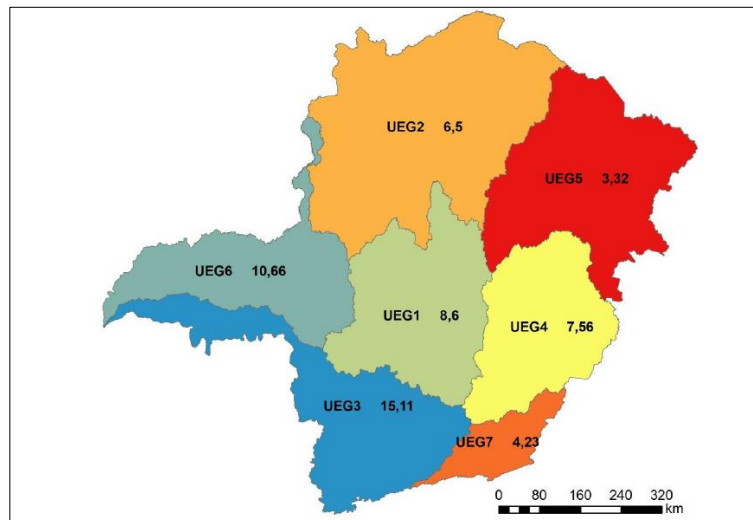 UEG2 6,5
UEG5 3,32
UEG6 10,66
UEG1 8,6
UEG4 7,56
UEG3 15,11
UEG7 4,23
0 80 160 240 320
km